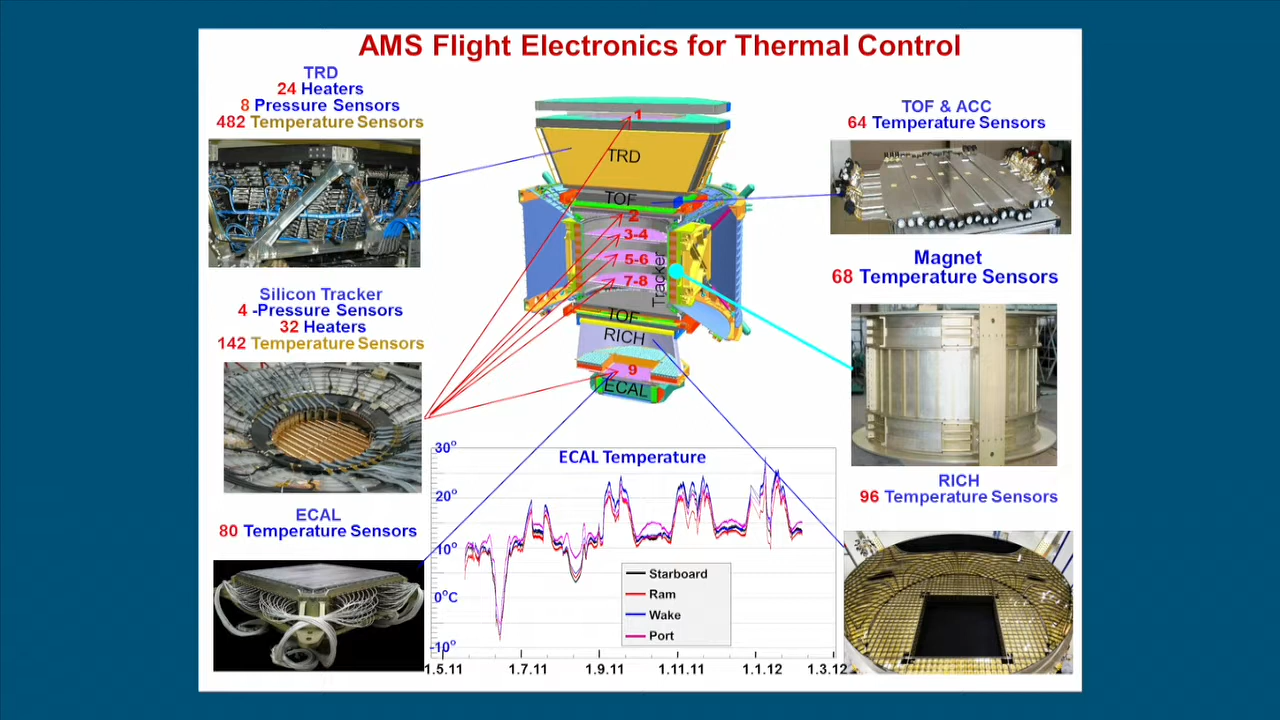 AMS Flight Electronics for Thermal Control
TRD
24 Heaters
8 Pressure Sensors
482 Temperature Sensors
TOF & ACC
64 Temperature Sensors
Magnet
68 Temperature Sensors
Silicon Tracker
4 -Pressure Sensors
32 Heaters
142 Temperature Sensors
RICH
96 Temperature Sensors
ECAL
80 Temperature Sensors
1
TRD
TOF
2
3-4
5-6
7-8
Tracker
TOF
RICH
9
ECAL
ECAL Temperature
30°
20°
10°
0°C
-10°
Starboard
Ram
Wake
Port
1.5.11
1.7.11
1.9.11
1.11.11
1.1.12
1.3.12